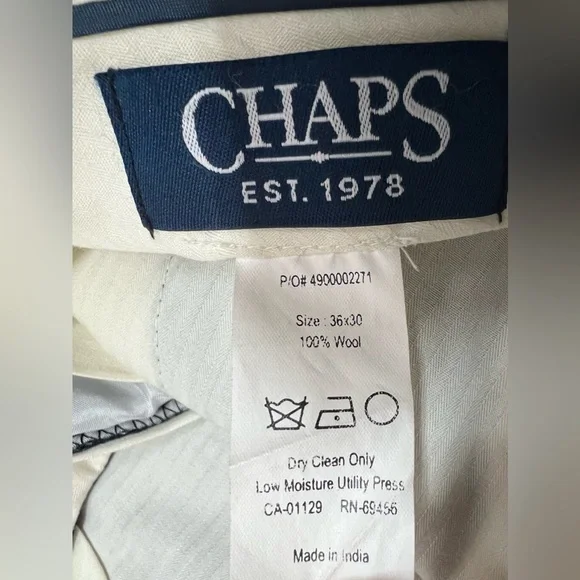 CHAPS
EST. 1978
P/O# 4900002271
Size : 36x30
100% Wool
Dry Clean Only
Low Moisture Utility Press
CA-01129 RN-69466
Made in India